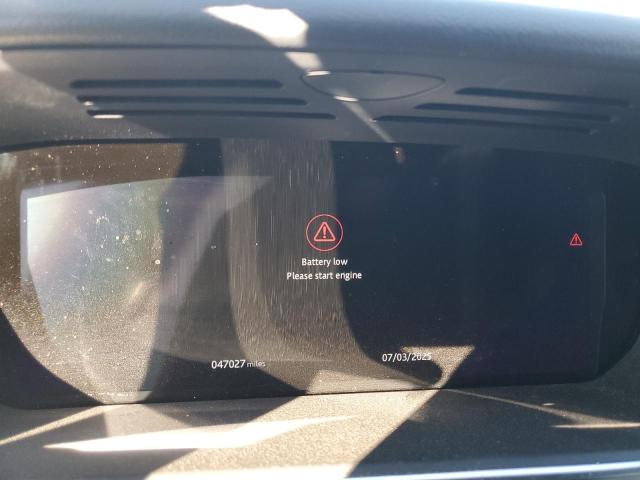 Battery low
Please start engine
047027 miles
07/03/2025